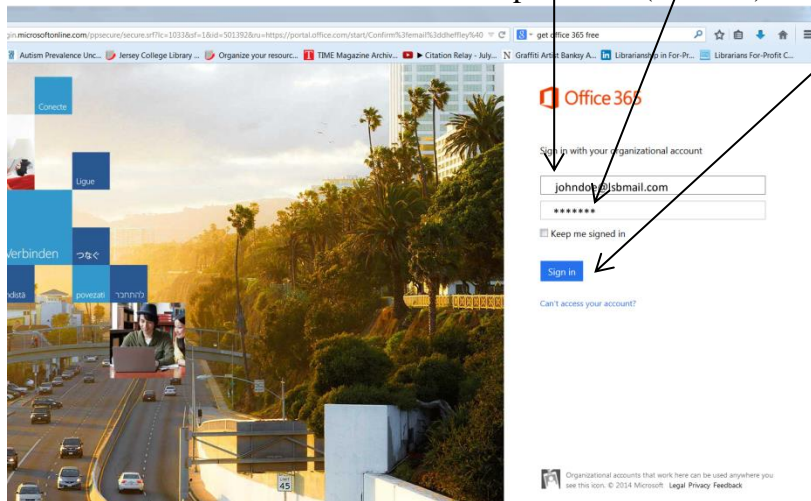 gin.microsoftonline.com/ppsecure/secure.srf?lc=1033&sf=1&id=501392&ru=https://portal.office.com/start/Confirm%3femail%3ddheffley%40
get office 365 free
Autism Prevalence Unc... Jersey College Library ... Organize your resourc... TIME Magazine Archiv... ► Citation Relay - July... Graffiti Artist Banksy A... Librarianship in For-Pr... Librarians For-Profit C...
Conecte
Ligue
Verbinden つなぐ
povezati להתחבר
LIMIT
45
Office 365
Sign in with your organizational account
johndoe@lsbmail.com
*******
Keep me signed in
Sign in
Can't access your account?
Organizational accounts that work here can be used anywhere you
see this icon. © 2014 Microsoft Legal Privacy Feedback